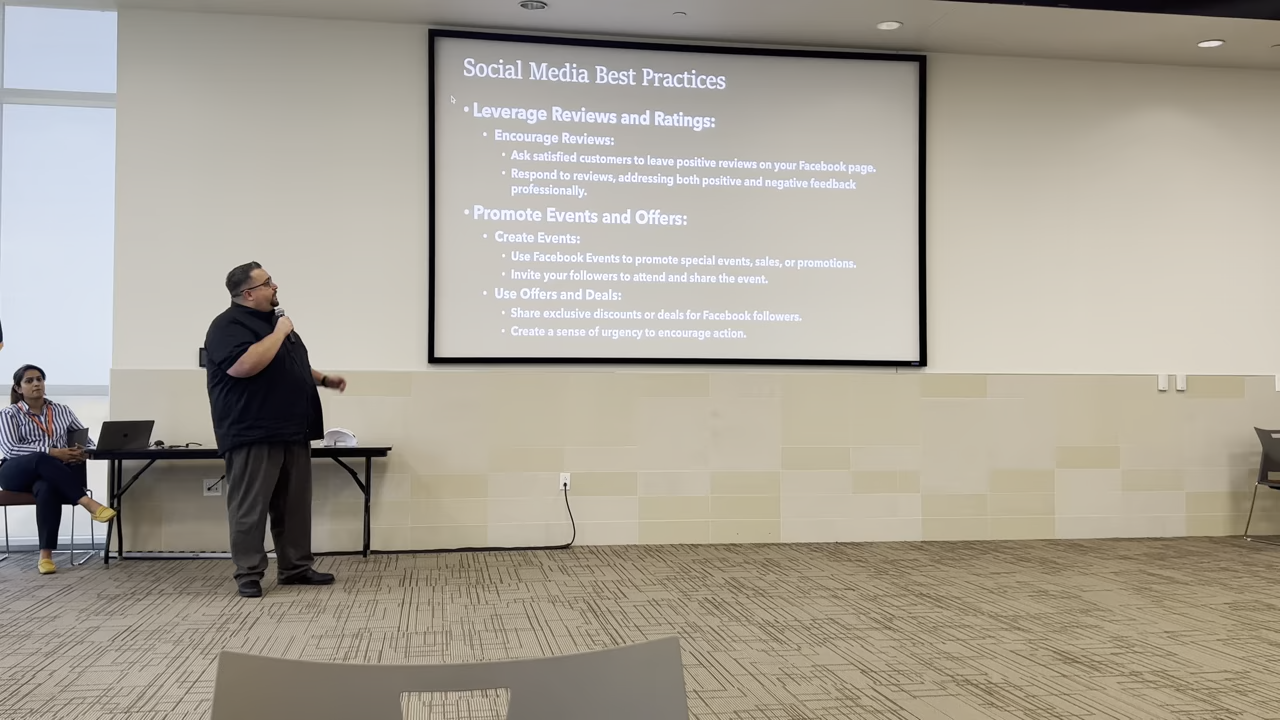 Social Media Best Practices
• Leverage Reviews and Ratings:
• Encourage Reviews:
• Ask satisfied customers to leave positive reviews on your Facebook page.
• Respond to reviews, addressing both positive and negative feedback
professionally.
• Promote Events and Offers:
• Create Events:
• Use Facebook Events to promote special events, sales, or promotions.
• Invite your followers to attend and share the event.
• Use Offers and Deals:
• Share exclusive discounts or deals for Facebook followers.
• Create a sense of urgency to encourage action.